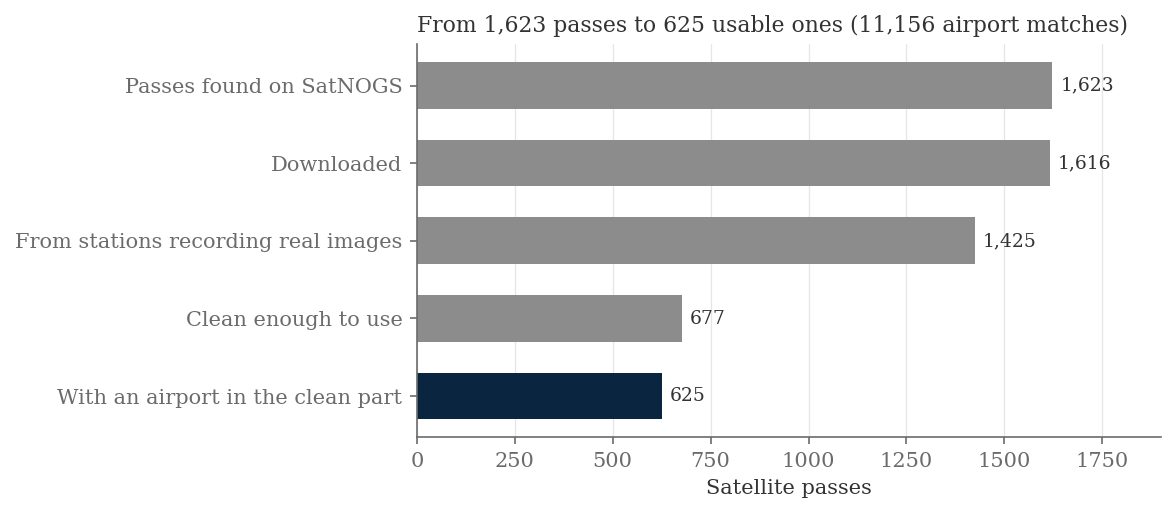 From 1,623 passes to 625 usable ones (11,156 airport matches)
Passes found on SatNOGS 1,623
Downloaded 1,616
From stations recording real images 1,425
Clean enough to use 677
With an airport in the clean part 625
0 250 500 750 1000 1250 1500 1750
Satellite passes